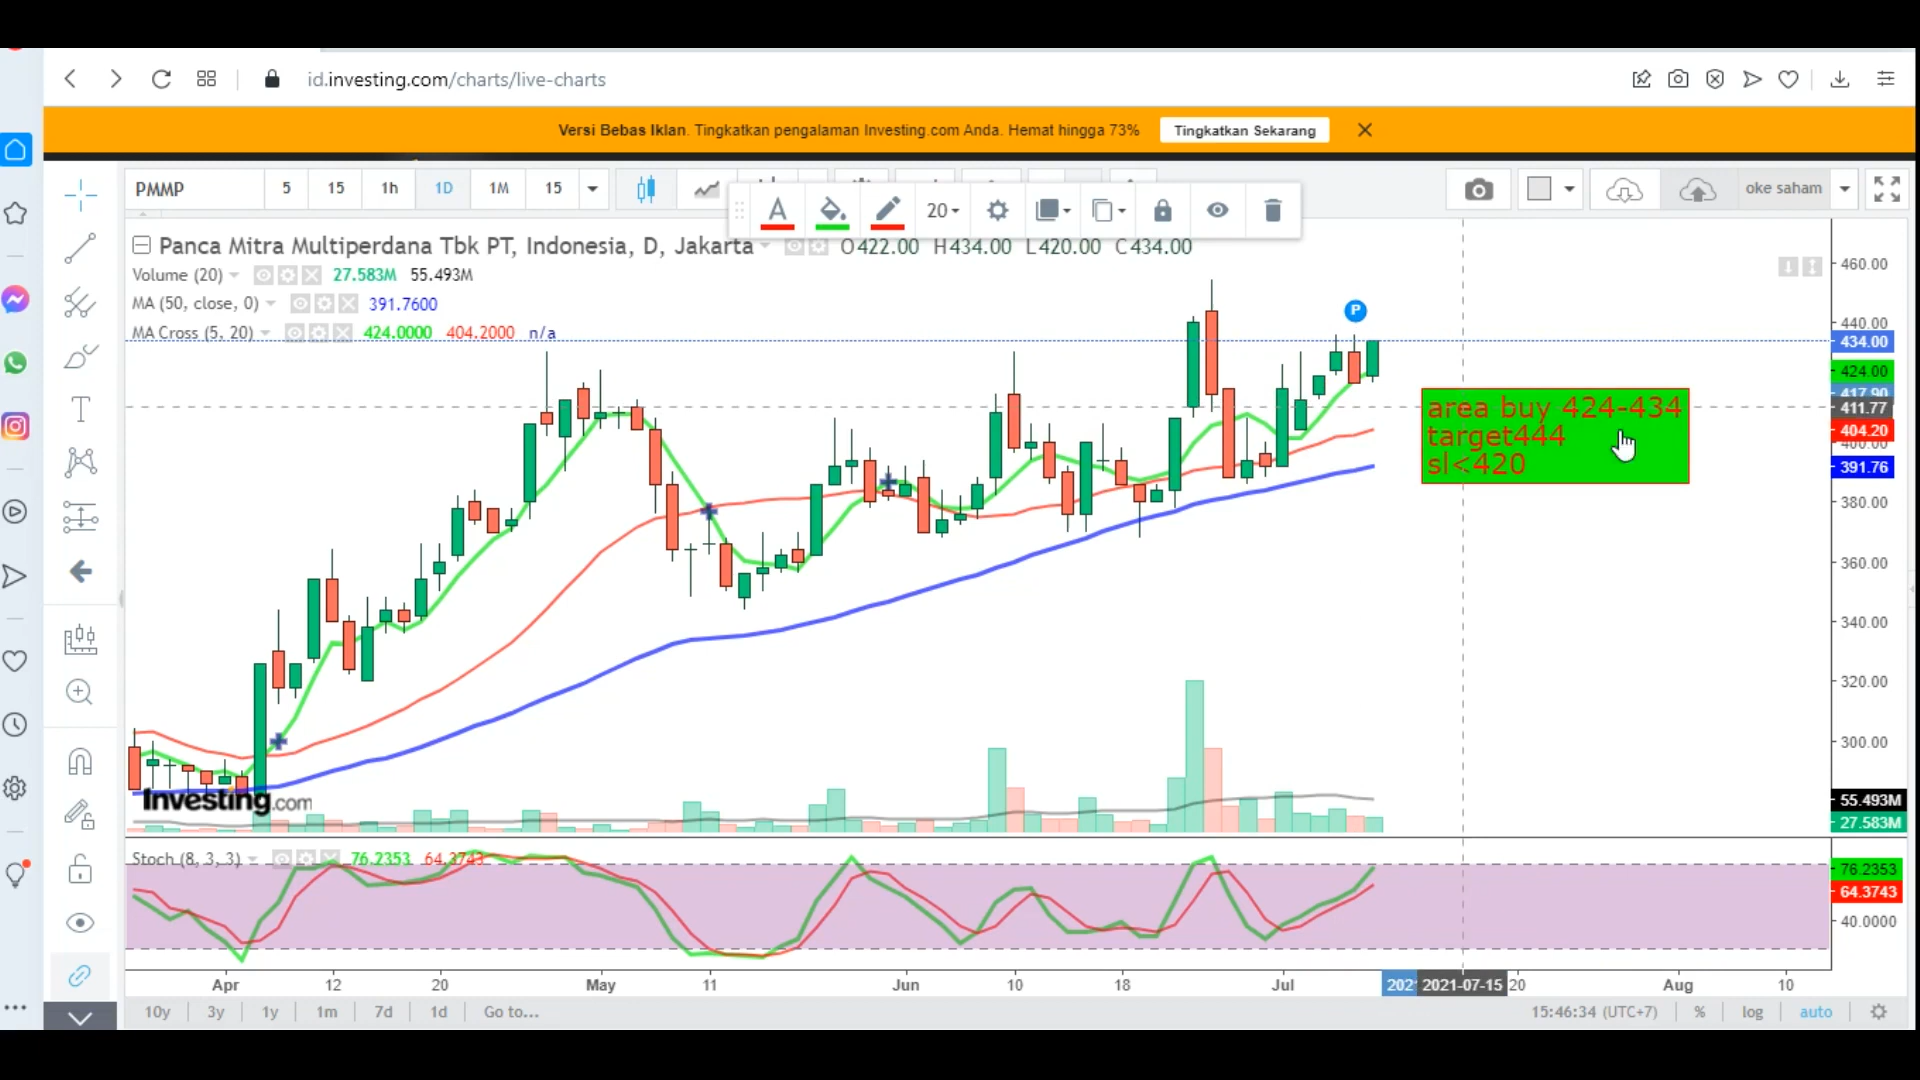 id.investing.com/charts/live-charts
Versi Bebas Iklan. Tingkatkan pengalaman Investing.com Anda. Hemat hingga 73% Tingkatkan Sekarang
PMMP 5 15 1h 1D 1M 15
oke saham
20
Panca Mitra Multiperdana Tbk PT, Indonesia, D, Jakarta O422.00 H434.00 L420.00 C434.00
Volume (20) 27.583M 55.493M
MA (50, close, 0) 391.7600
MA Cross (5, 20) 424.0000 404.2000 n/a
P
area buy 424-434
target444
sl<420
460.00
440.00
434.00
424.00
417.90
411.77
404.20
400.00
391.76
380.00
360.00
340.00
320.00
300.00
55.493M
27.583M
Investing.com
Stoch (8, 3, 3) 76.2353 64.3743
76.2353
64.3743
40.0000
Apr 12 20 May 11 Jun 10 18 Jul 202 2021-07-15 20 Aug 10
10y 3y 1y 1m 7d 1d Go to... 15:46:34 (UTC+7) % log auto